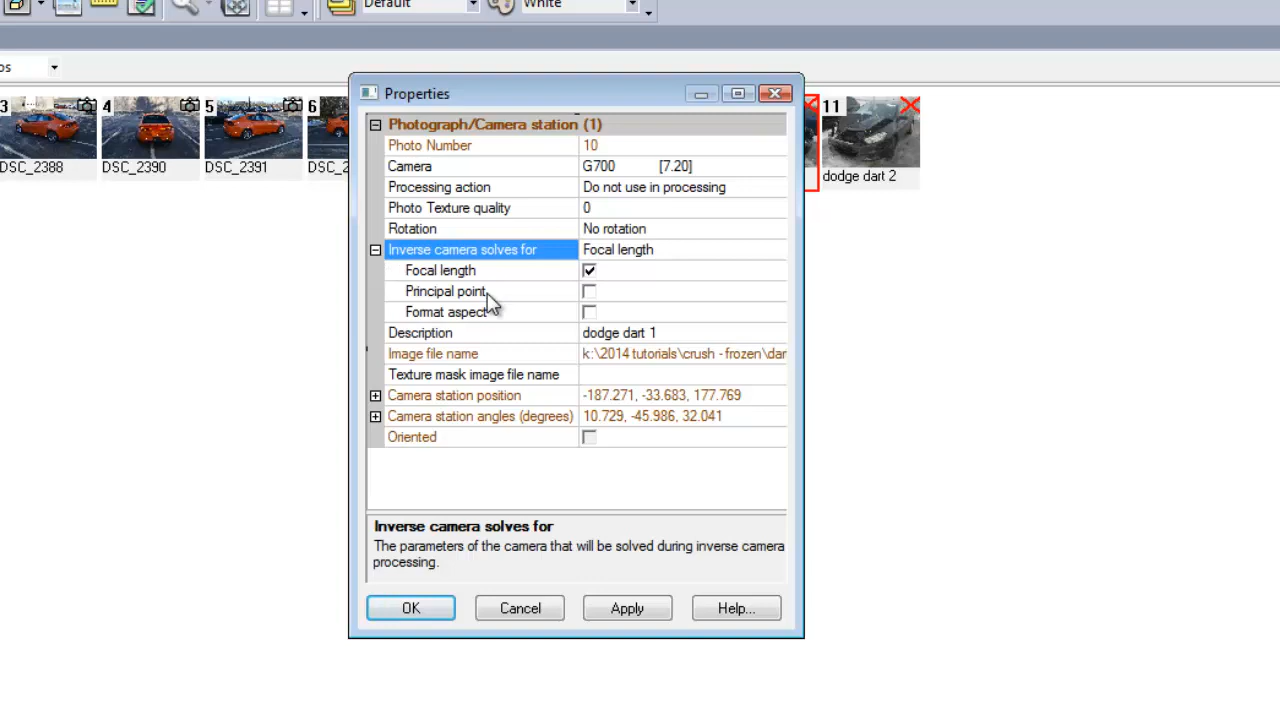 Default White
os
3 4 5 6 11
DSC_2388 DSC_2390 DSC_2391 DSC_2 dodge dart 2
Properties
Photograph/Camera station (1)
Photo Number 10
Camera G700 [7.20]
Processing action Do not use in processing
Photo Texture quality 0
Rotation No rotation
Inverse camera solves for Focal length
Focal length
Principal point
Format aspect
Description dodge dart 1
Image file name k:\2014 tutorials\crush - frozen\dar
Texture mask image file name
Camera station position -187.271, -33.683, 177.769
Camera station angles (degrees) 10.729, -45.986, 32.041
Oriented
Inverse camera solves for
The parameters of the camera that will be solved during inverse camera
processing.
OK Cancel Apply Help...